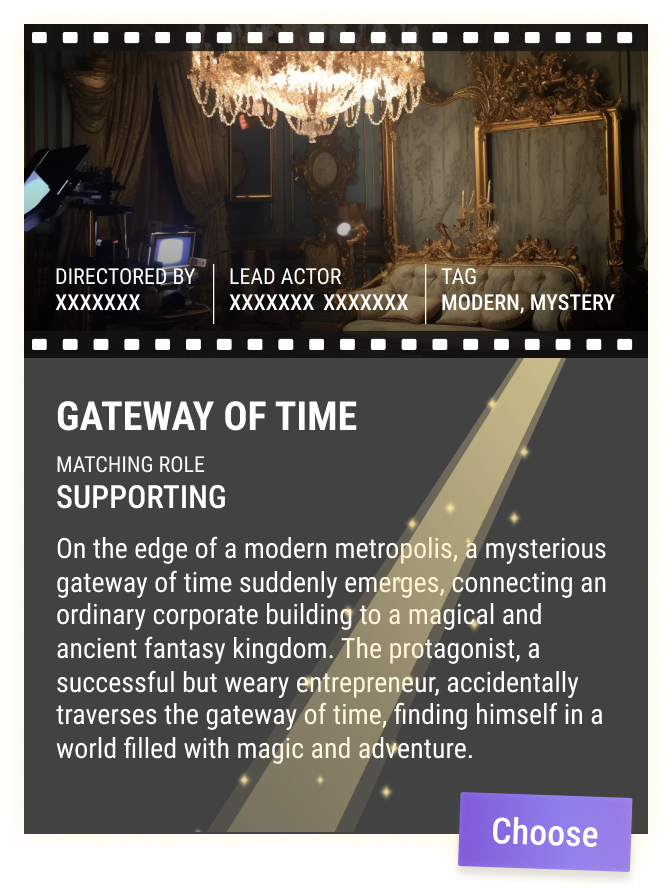 DIRECTORED BY
XXXXXXX
LEAD ACTOR
XXXXXXX XXXXXXX
TAG
MODERN, MYSTERY
GATEWAY OF TIME
MATCHING ROLE
SUPPORTING
On the edge of a modern metropolis, a mysterious
gateway of time suddenly emerges, connecting an
ordinary corporate building to a magical and
ancient fantasy kingdom. The protagonist, a
successful but weary entrepreneur, accidentally
traverses the gateway of time, finding himself in a
world filled with magic and adventure.
Choose